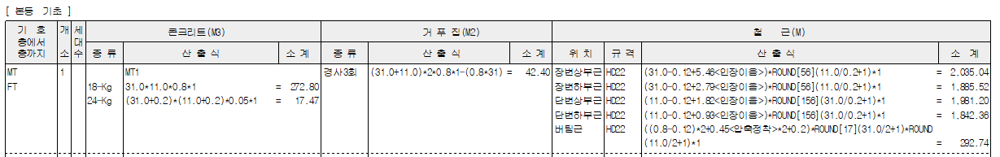 [ 본동 기초 ]
기 호 개 세 콘크리트(M3) 거 푸 집(M2) 철 근(M)
층에서 대
층까지 소 수 종 류 산 출 식 소 계 종 류 산 출 식 소 계 위 치 규 격 산 출 식 소 계
MT 1 MT1 경사3회 (31.0+11.0)*2*0.8*1-(0.8*31) = 42.40 장변상부근 HD22 (31.0-0.12+5.46<인장이음>)*ROUND[56](11.0/0.2+1)*1 = 2,035.04
FT 18-Kg 31.0*11.0*0.8*1 = 272.80 장변하부근 HD22 (31.0-0.12+2.79<인장이음>)*ROUND[56](11.0/0.2+1)*1 = 1,885.52
24-Kg (31.0+0.2)*(11.0+0.2)*0.05*1 = 17.47 단변상부근 HD22 (11.0-0.12+1.82<인장이음>)*ROUND[156](31.0/0.2+1)*1 = 1,981.20
단변하부근 HD22 (11.0-0.12+0.93<인장이음>)*ROUND[156](31.0/0.2+1)*1 = 1,842.36
버팀근 HD22 ((0.8-0.12)*2+0.45<압축정착>*2+0.2)*ROUND[17](31.0/2+1)*ROUND
(11.0/2+1)*1 = 292.74